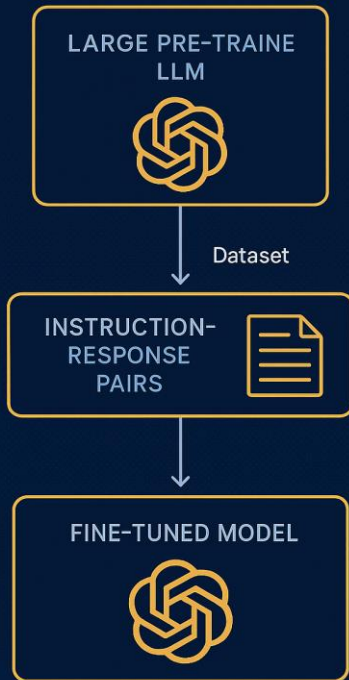 LARGE PRE-TRAINE
LLM
Dataset
INSTRUCTION-
RESPONSE
PAIRS
FINE-TUNED MODEL